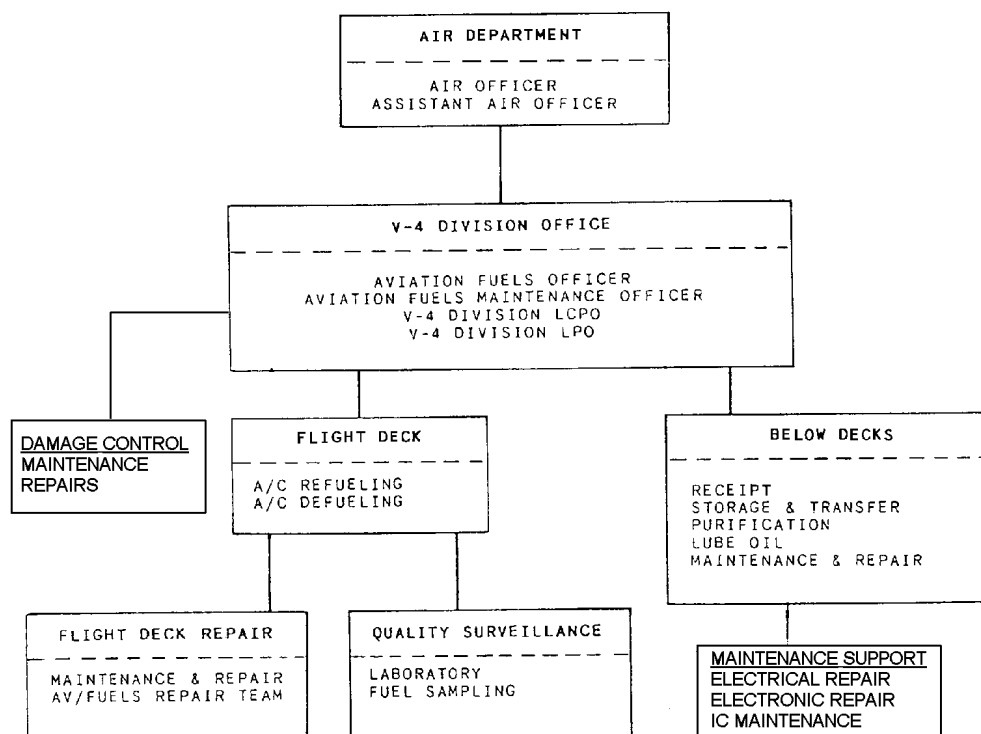 AIR DEPARTMENT
AIR OFFICER
ASSISTANT AIR OFFICER
V-4 DIVISION OFFICE
AVIATION FUELS OFFICER
AVIATION FUELS MAINTENANCE OFFICER
V-4 DIVISION LCPO
V-4 DIVISION LPO
DAMAGE CONTROL
MAINTENANCE
REPAIRS
FLIGHT DECK
A/C REFUELING
A/C DEFUELING
BELOW DECKS
RECEIPT
STORAGE & TRANSFER
PURIFICATION
LUBE OIL
MAINTENANCE & REPAIR
FLIGHT DECK REPAIR
MAINTENANCE & REPAIR
AV/FUELS REPAIR TEAM
QUALITY SURVEILLANCE
LABORATORY
FUEL SAMPLING
MAINTENANCE SUPPORT
ELECTRICAL REPAIR
ELECTRONIC REPAIR
IC MAINTENANCE